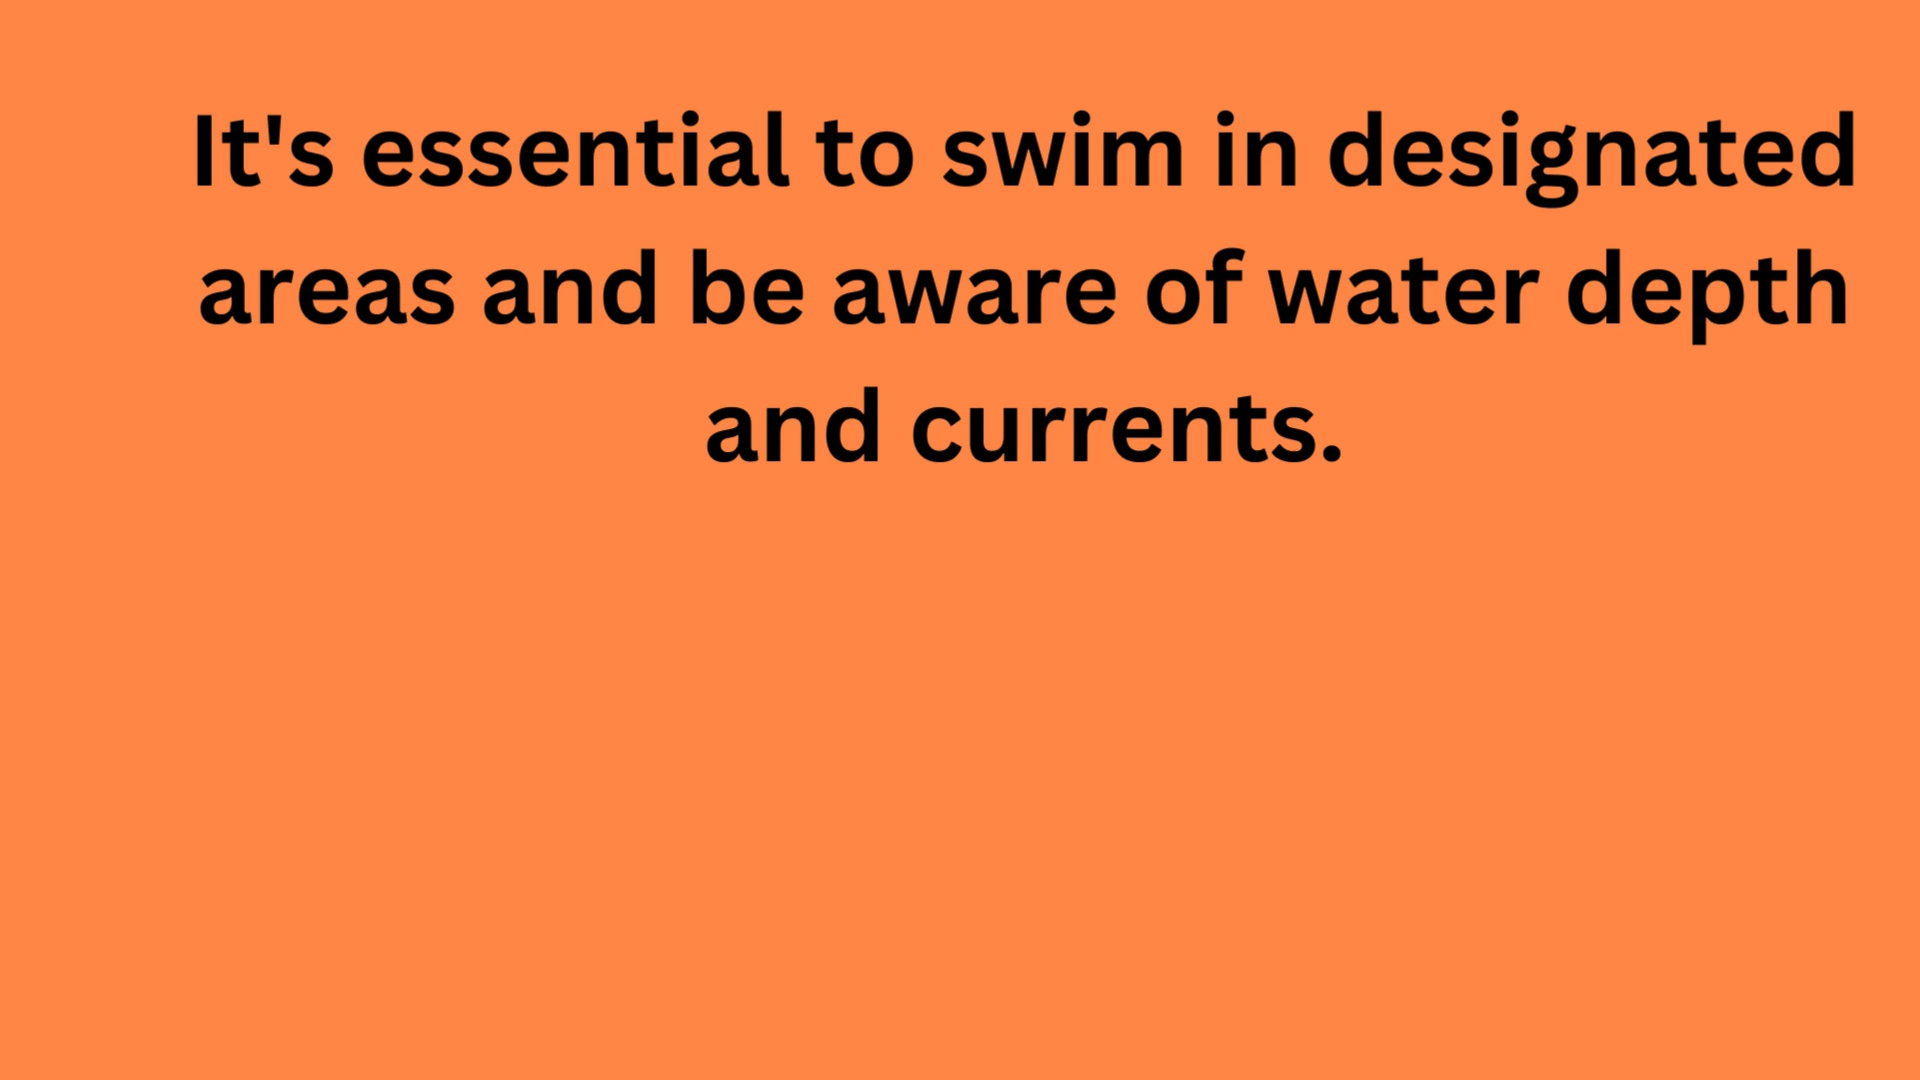 It's essential to swim in designated
areas and be aware of water depth
and currents.